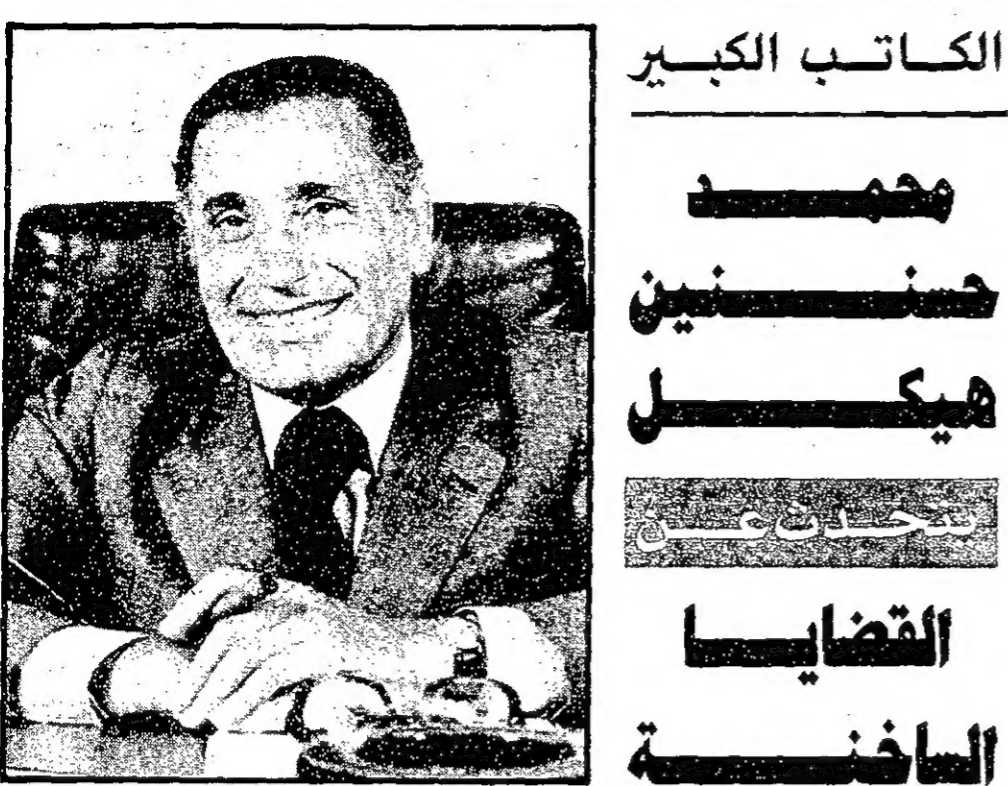 الكاتب الكبير
محمد
حسنين
هيكل
يتحدث عن
القضايا
الساخنة